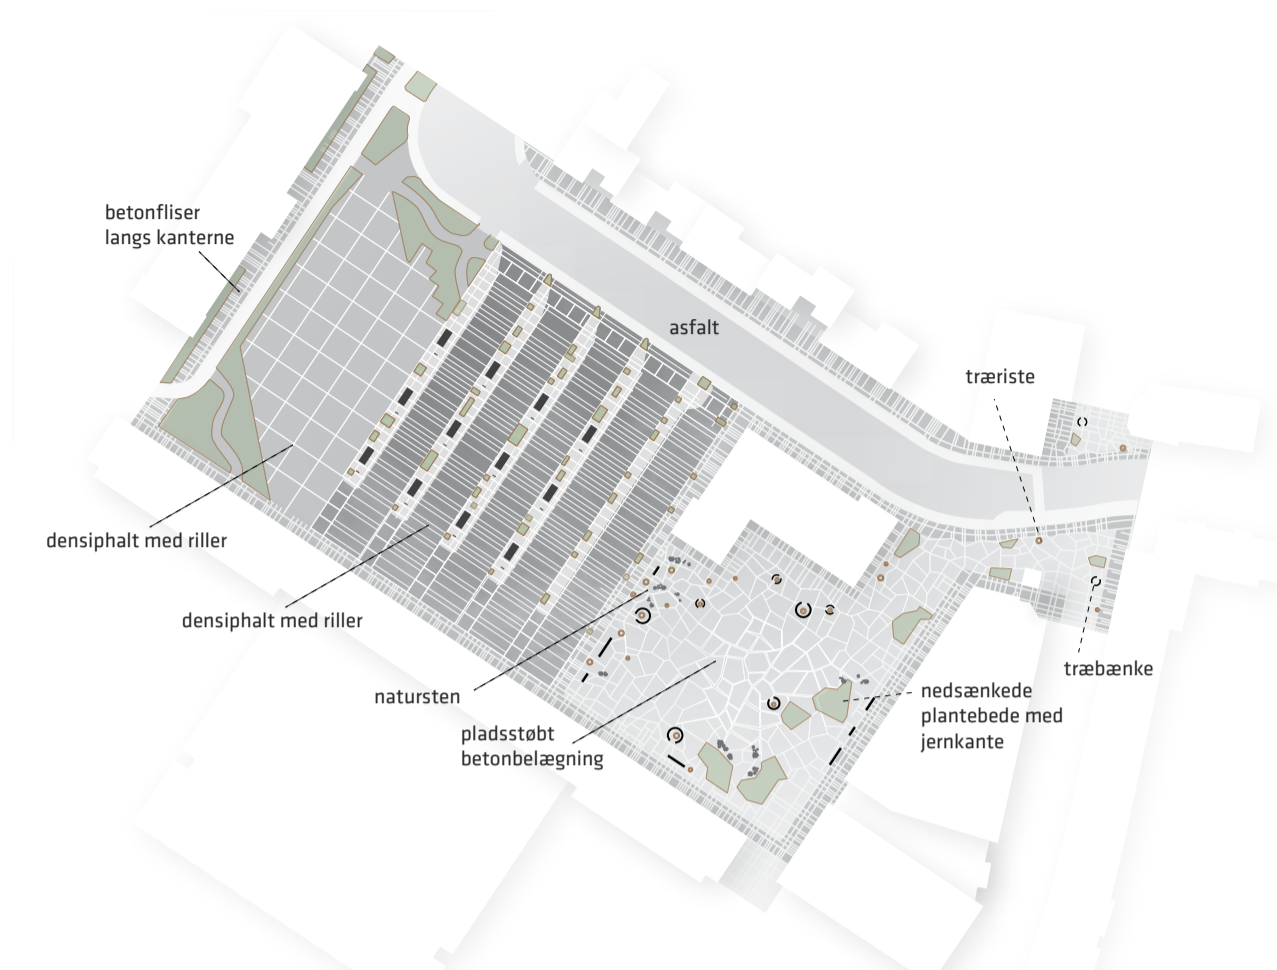 betonfliser
langs kanterne
asfalt
træriste
densiphalt med riller
densiphalt med riller
natursten
pladsstøbt
betonbelægning
træbænke
nedsænkede
plantebede med
jernkante